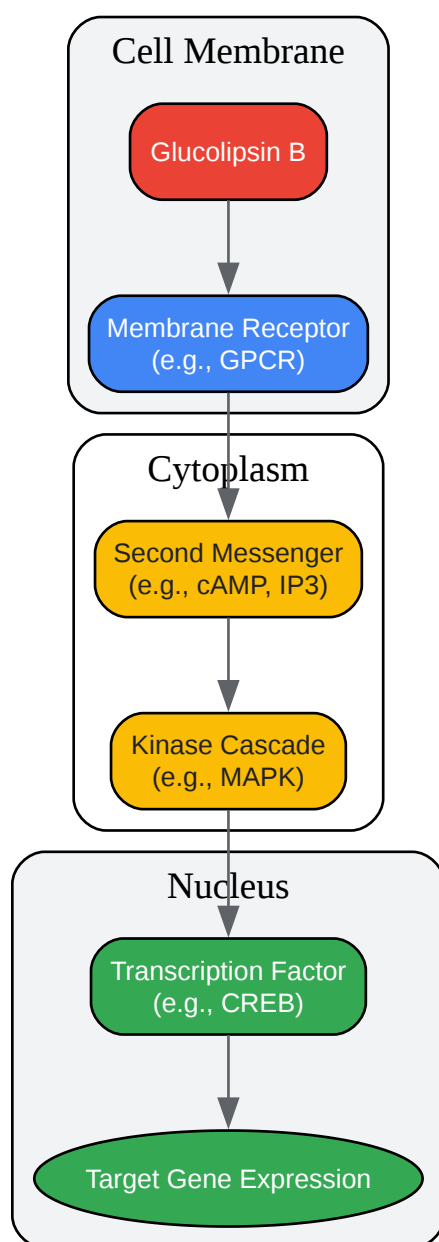 Cell Membrane
Glucolipsin B
Membrane Receptor
(e.g., GPCR)
Cytoplasm
Second Messenger
(e.g., cAMP, IP3)
Kinase Cascade
(e.g., MAPK)
Nucleus
Transcription Factor
(e.g., CREB)
Target Gene Expression